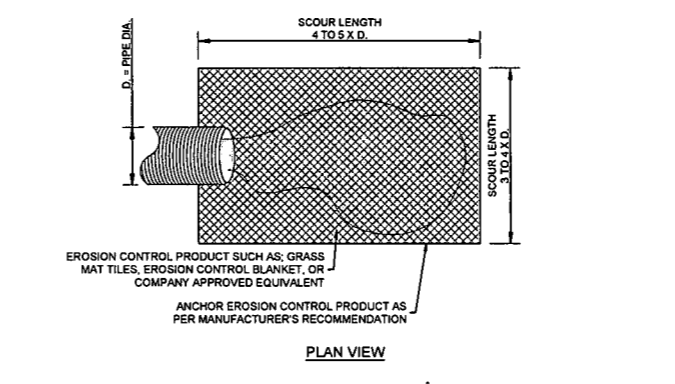 SCOUR LENGTH
4 TO 5 X D.
D. = PIPE DIA.
SCOUR LENGTH
3 TO 4 X D.
EROSION CONTROL PRODUCT SUCH AS; GRASS
MAT TILES, EROSION CONTROL BLANKET, OR
COMPANY APPROVED EQUIVALENT
ANCHOR EROSION CONTROL PRODUCT AS
PER MANUFACTURER'S RECOMMENDATION
PLAN VIEW